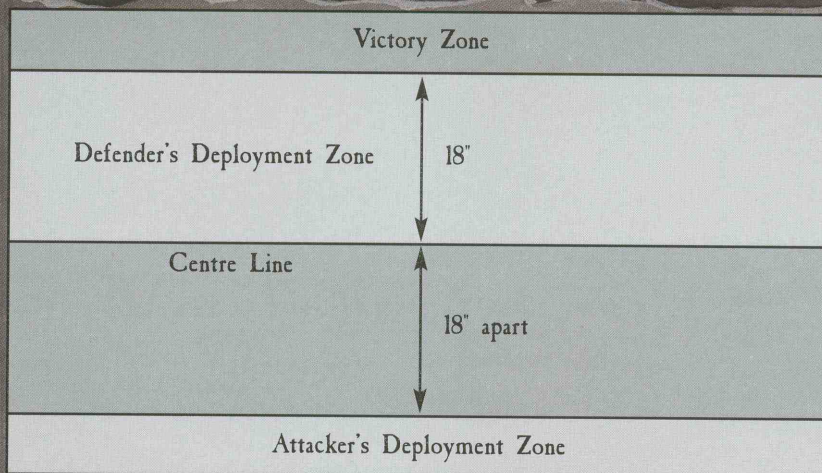 Victory Zone
Defender's Deployment Zone
18"
Centre Line
18" apart
Attacker's Deployment Zone